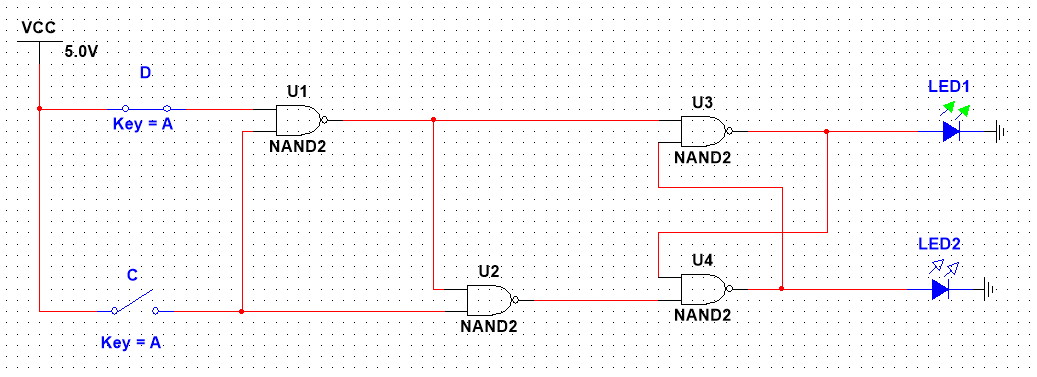 VCC
5.0V
D
Key = A
U1
NAND2
U3
NAND2
LED1
C
Key = A
U2
NAND2
U4
NAND2
LED2